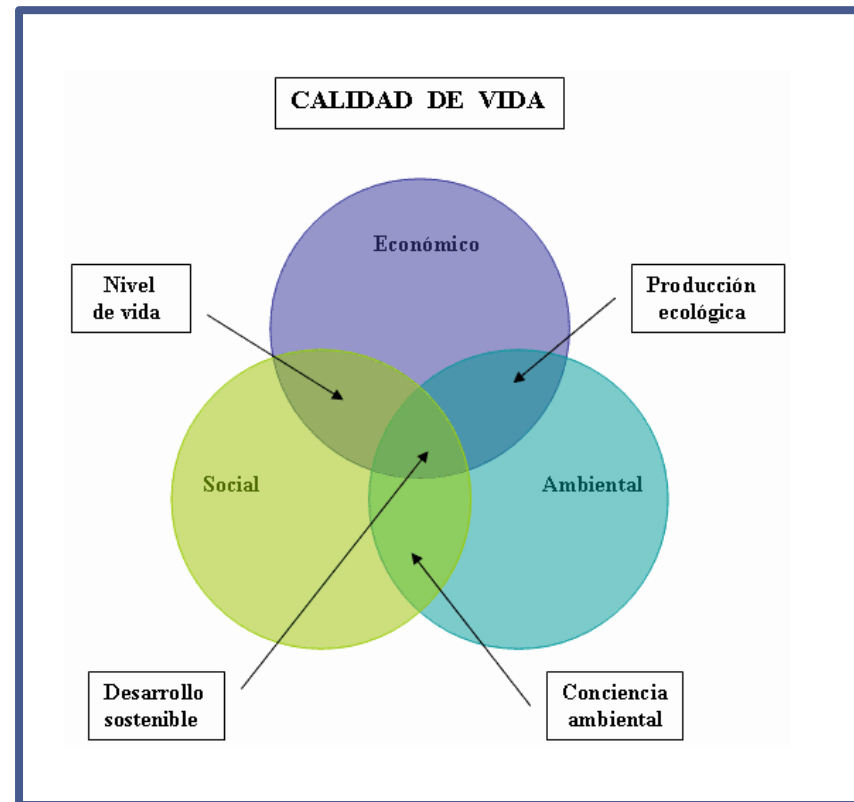 CALIDAD DE VIDA
Económico
Nivel
de vida
Producción
ecológica
Social
Ambiental
Desarrollo
sostenible
Conciencia
ambiental